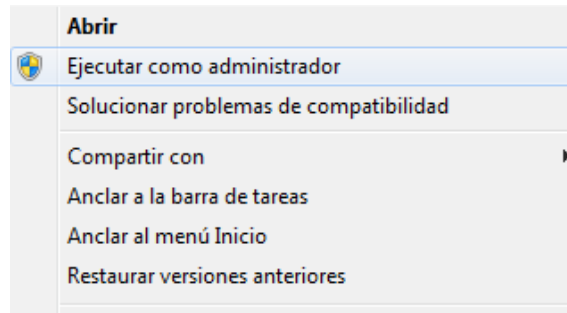 Abrir
Ejecutar como administrador
Solucionar problemas de compatibilidad
Compartir con
Anclar a la barra de tareas
Anclar al menú Inicio
Restaurar versiones anteriores